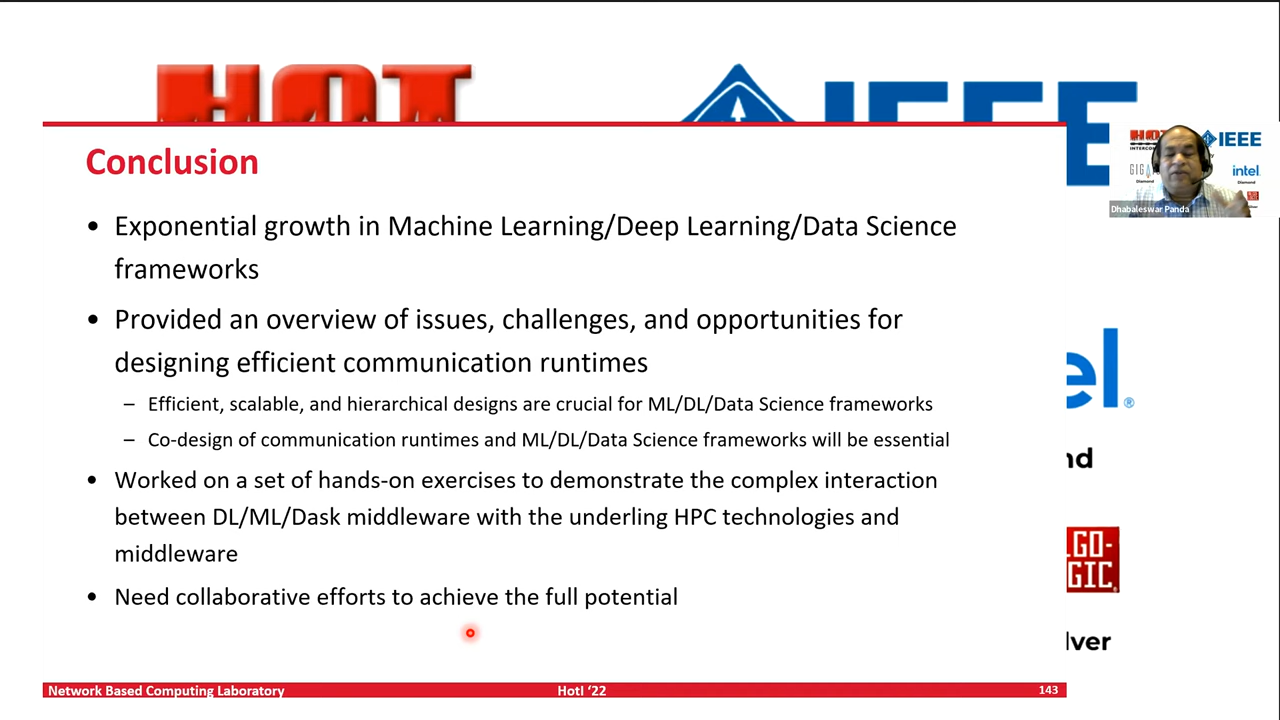 HOT
IEEE
Conclusion
• Exponential growth in Machine Learning/Deep Learning/Data Science
frameworks
• Provided an overview of issues, challenges, and opportunities for
designing efficient communication runtimes
– Efficient, scalable, and hierarchical designs are crucial for ML/DL/Data Science frameworks
– Co-design of communication runtimes and ML/DL/Data Science frameworks will be essential
• Worked on a set of hands-on exercises to demonstrate the complex interaction
between DL/ML/Dask middleware with the underling HPC technologies and
middleware
• Need collaborative efforts to achieve the full potential
Network Based Computing Laboratory
HotI ‘22
143
HOT
IEEE
intel
Diamond
Diamond
Dhabaleswar Panda
el®
nd
LGO-
GIC
lver